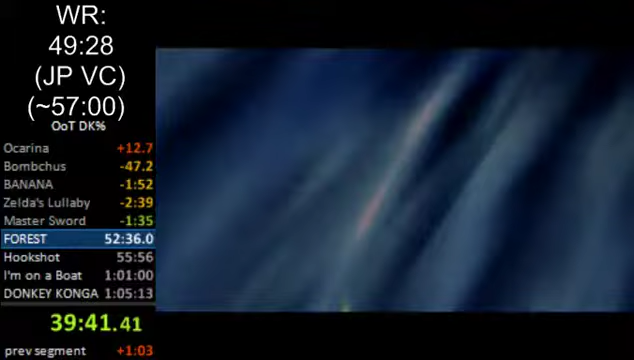 WR:
49:28
(JP VC)
(~57:00)
OoT DK%
Ocarina +12.7
Bombchus -47.2
BANANA -1:52
Zelda's Lullaby -2:39
Master Sword -1:35
FOREST 52:36.0
Hookshot 55:56
I'm on a Boat 1:01:00
DONKEY KONGA 1:05:13
39:41.41
prev segment +1:03